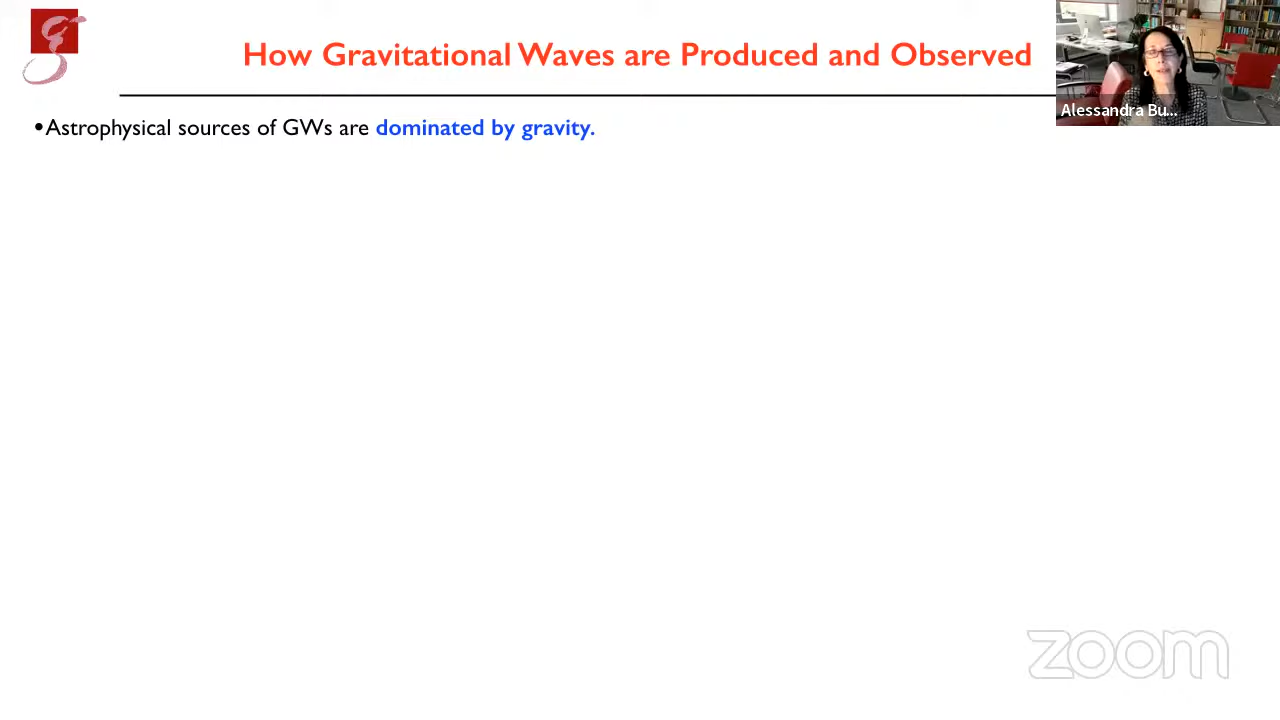 How Gravitational Waves are Produced and Observed
Alessandra Bu...
•Astrophysical sources of GWs are dominated by gravity.
zoom